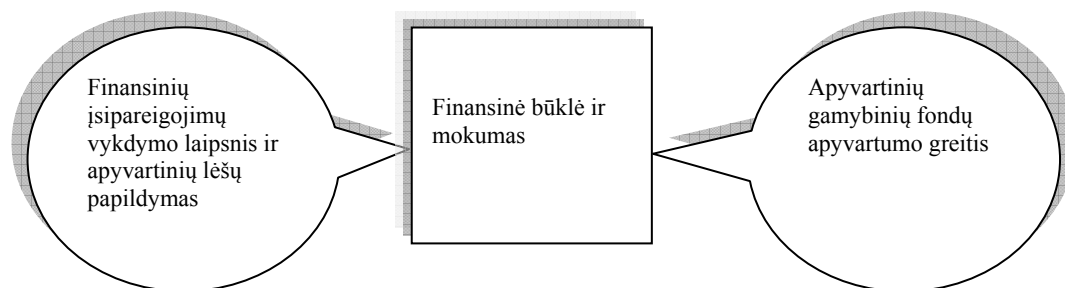 Finansinių
įsipareigojimų
vykdymo laipsnis ir
apyvartinių lėšų
papildymas
Finansinė būklė ir
mokumas
Apyvartinių
gamybinių fondų
apyvartumo greitis